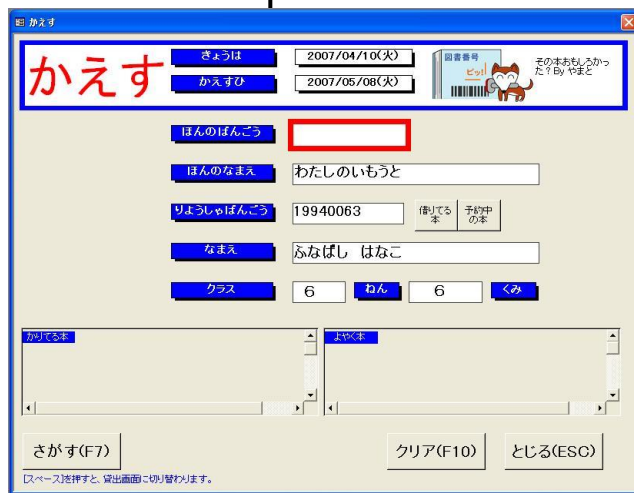 かえす
かえす
きょうは
2007/04/10(火)
かえすひ
2007/05/08(火)
図書番号
ピッ!
その本おもしろかっ
た？By やまと
ほんのばんごう
ほんのなまえ
わたしのいもうと
りようしゃばんごう
19940063
借りてる
本
予約中
の本
なまえ
ふなばし はなこ
クラス
6
ねん
6
くみ
かりてる本
よやく本
さがす(F7)
クリア(F10)
とじる(ESC)
[スペース]を押すと、貸出画面に切り替わります。